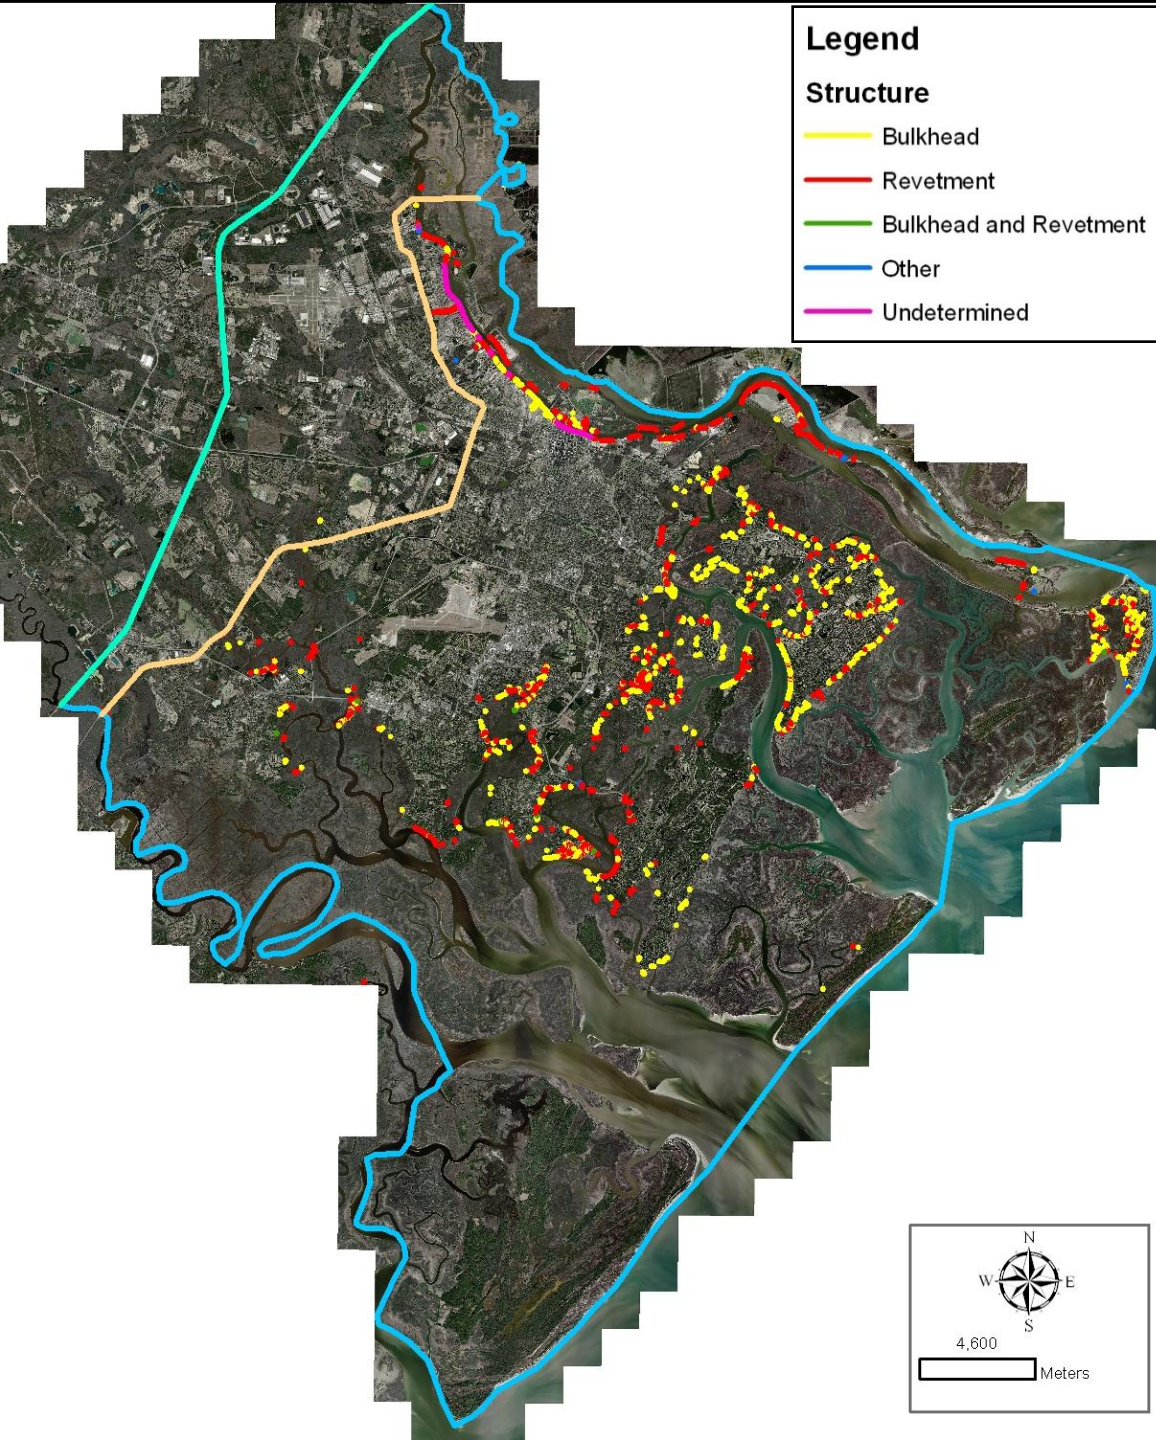 Legend
Structure
Bulkhead
Revetment
Bulkhead and Revetment
Other
Undetermined
N
W E
S
4,600
Meters